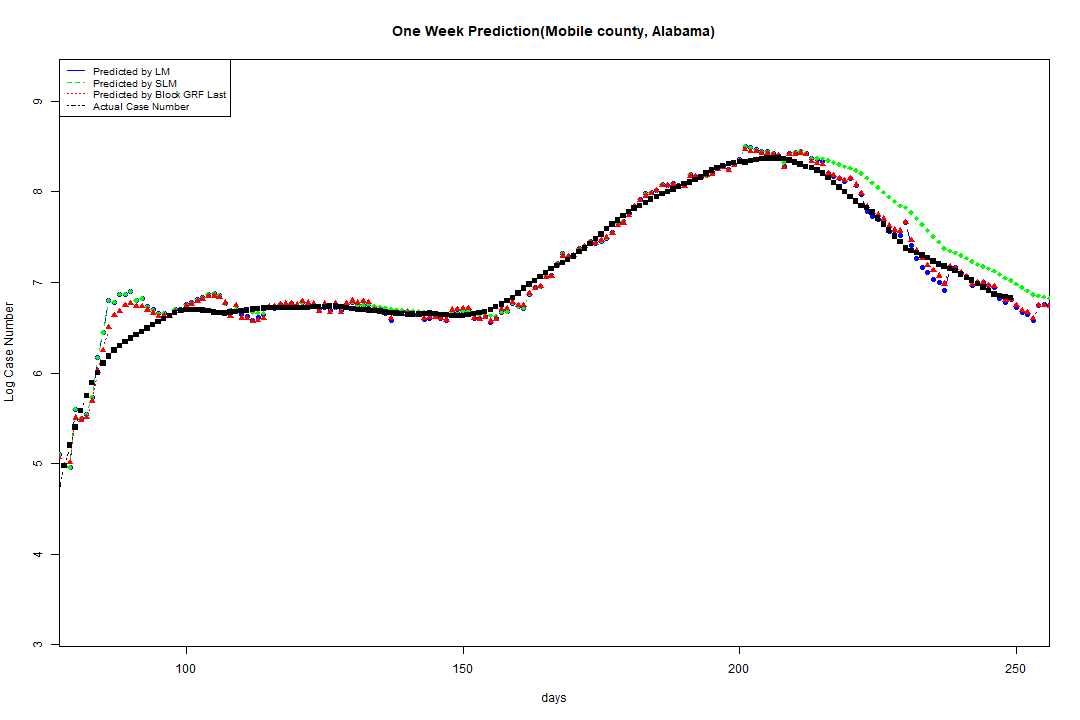 One Week Prediction(Mobile county, Alabama)
Predicted by LM
Predicted by SLM
Predicted by Block GRF Last
Actual Case Number
9
8
7
6
5
4
3
Log Case Number
100 150 200 250
days